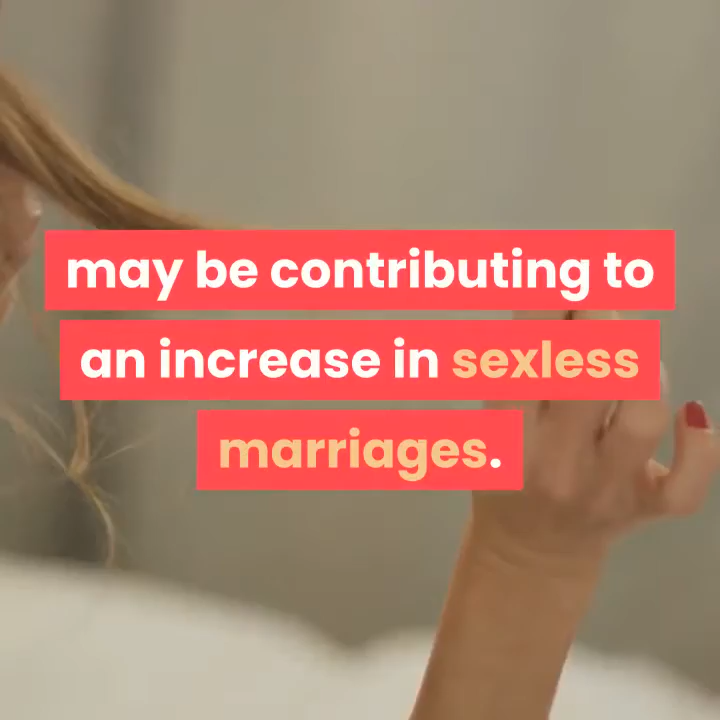 may be contributing to
an increase in sexless
marriages.